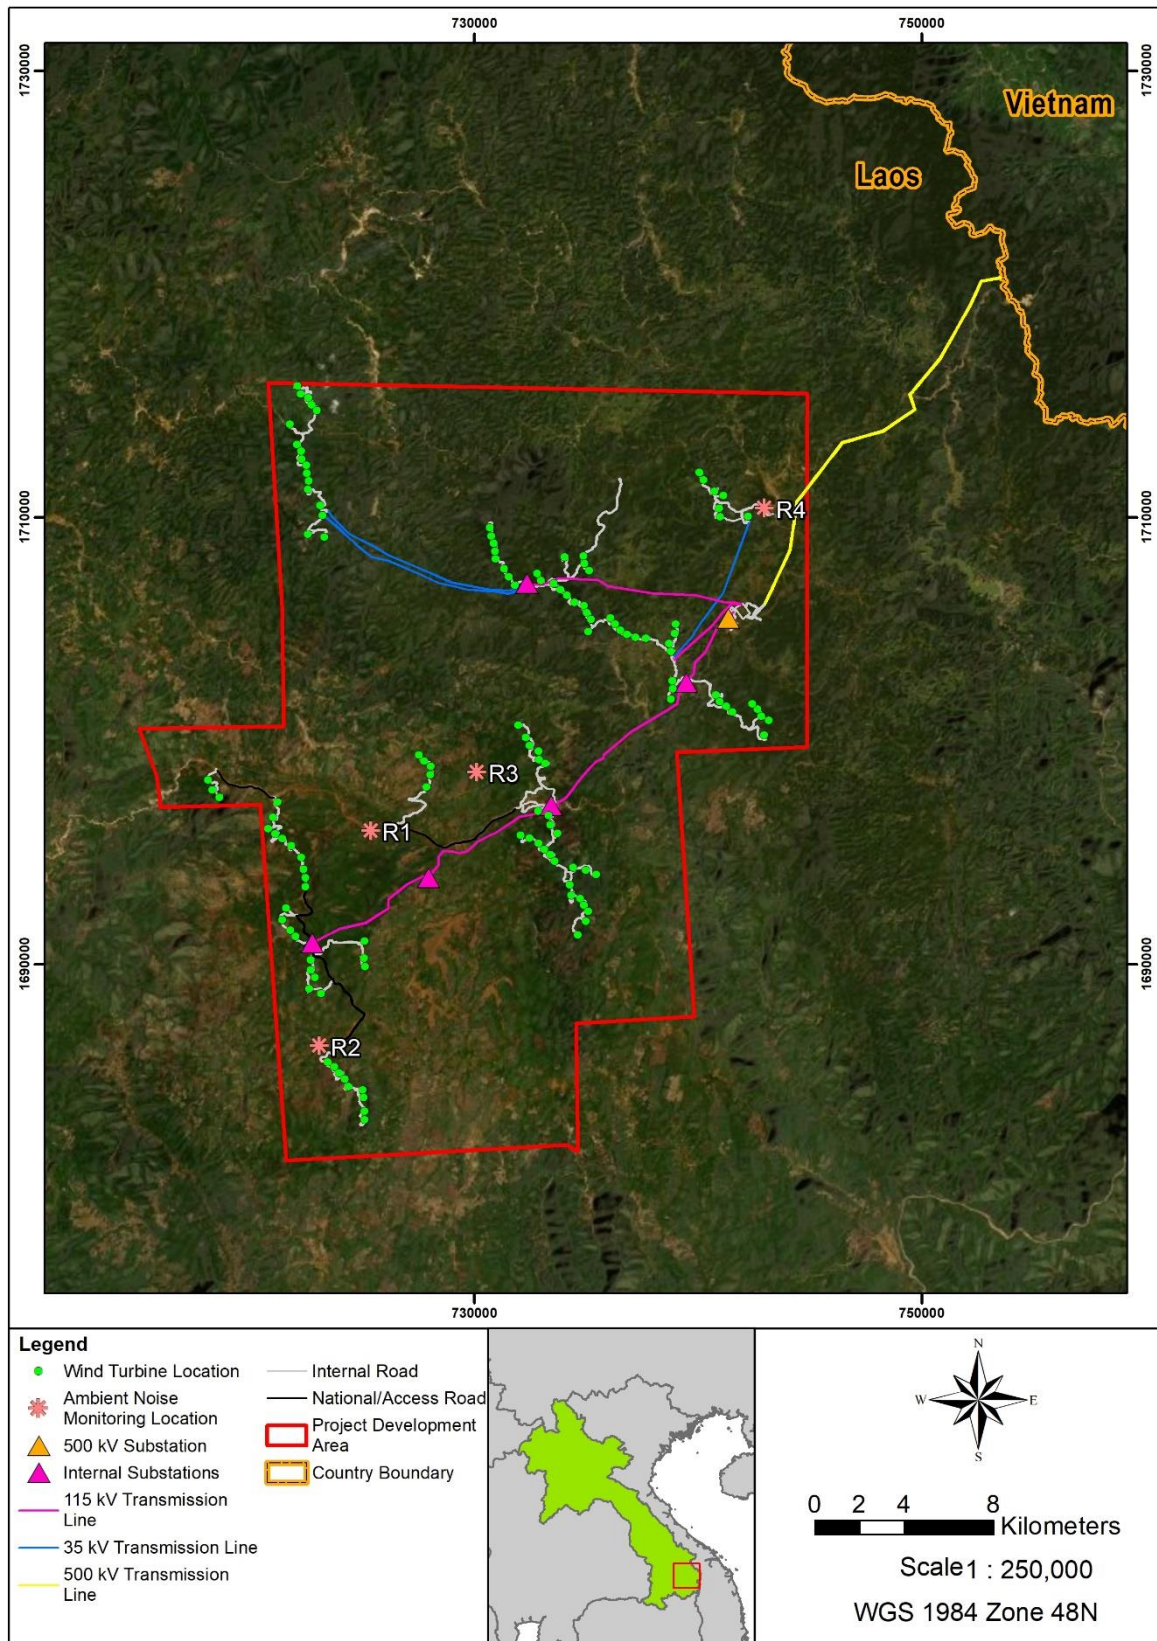 730000
750000
1730000
1730000
Vietnam
Laos
1710000
R4
1710000
R3
R1
1690000
1690000
R2
730000
750000
Legend
Wind Turbine Location
Ambient Noise
Monitoring Location
500 kV Substation
Internal Substations
115 kV Transmission
Line
35 kV Transmission Line
500 kV Transmission
Line
Internal Road
National/Access Road
Project Development
Area
Country Boundary
N
W
E
S
0 2 4 8
Kilometers
Scale 1 : 250,000
WGS 1984 Zone 48N